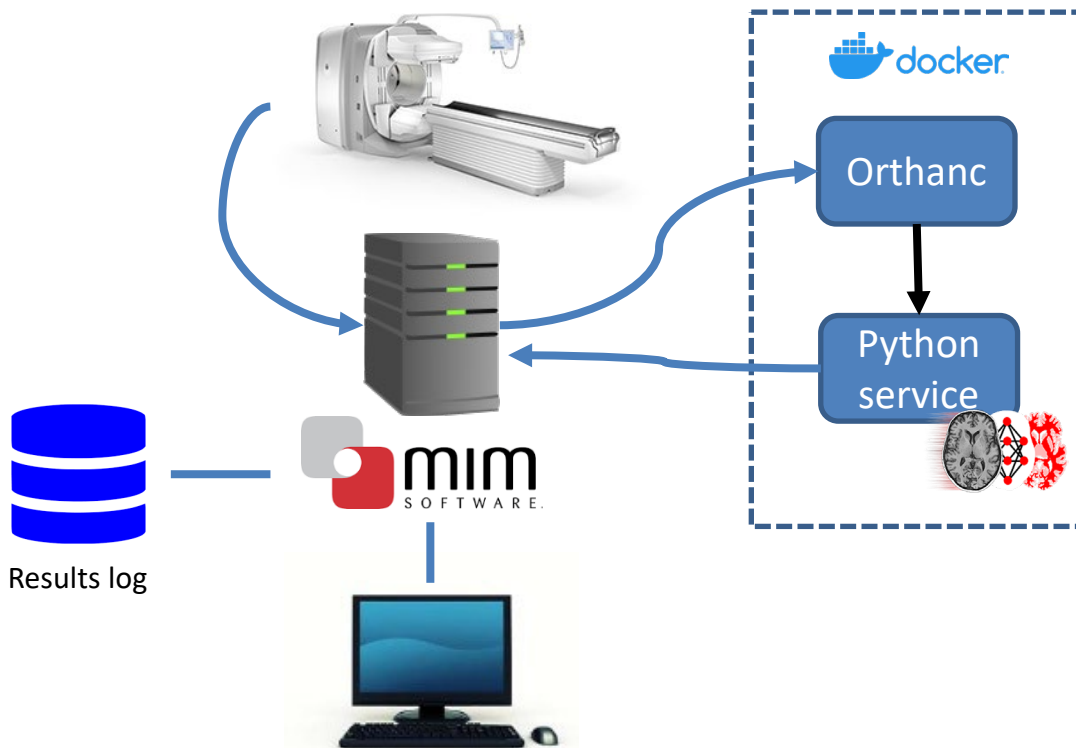 docker
Orthanc
Python
service
mim
SOFTWARE.
Results log